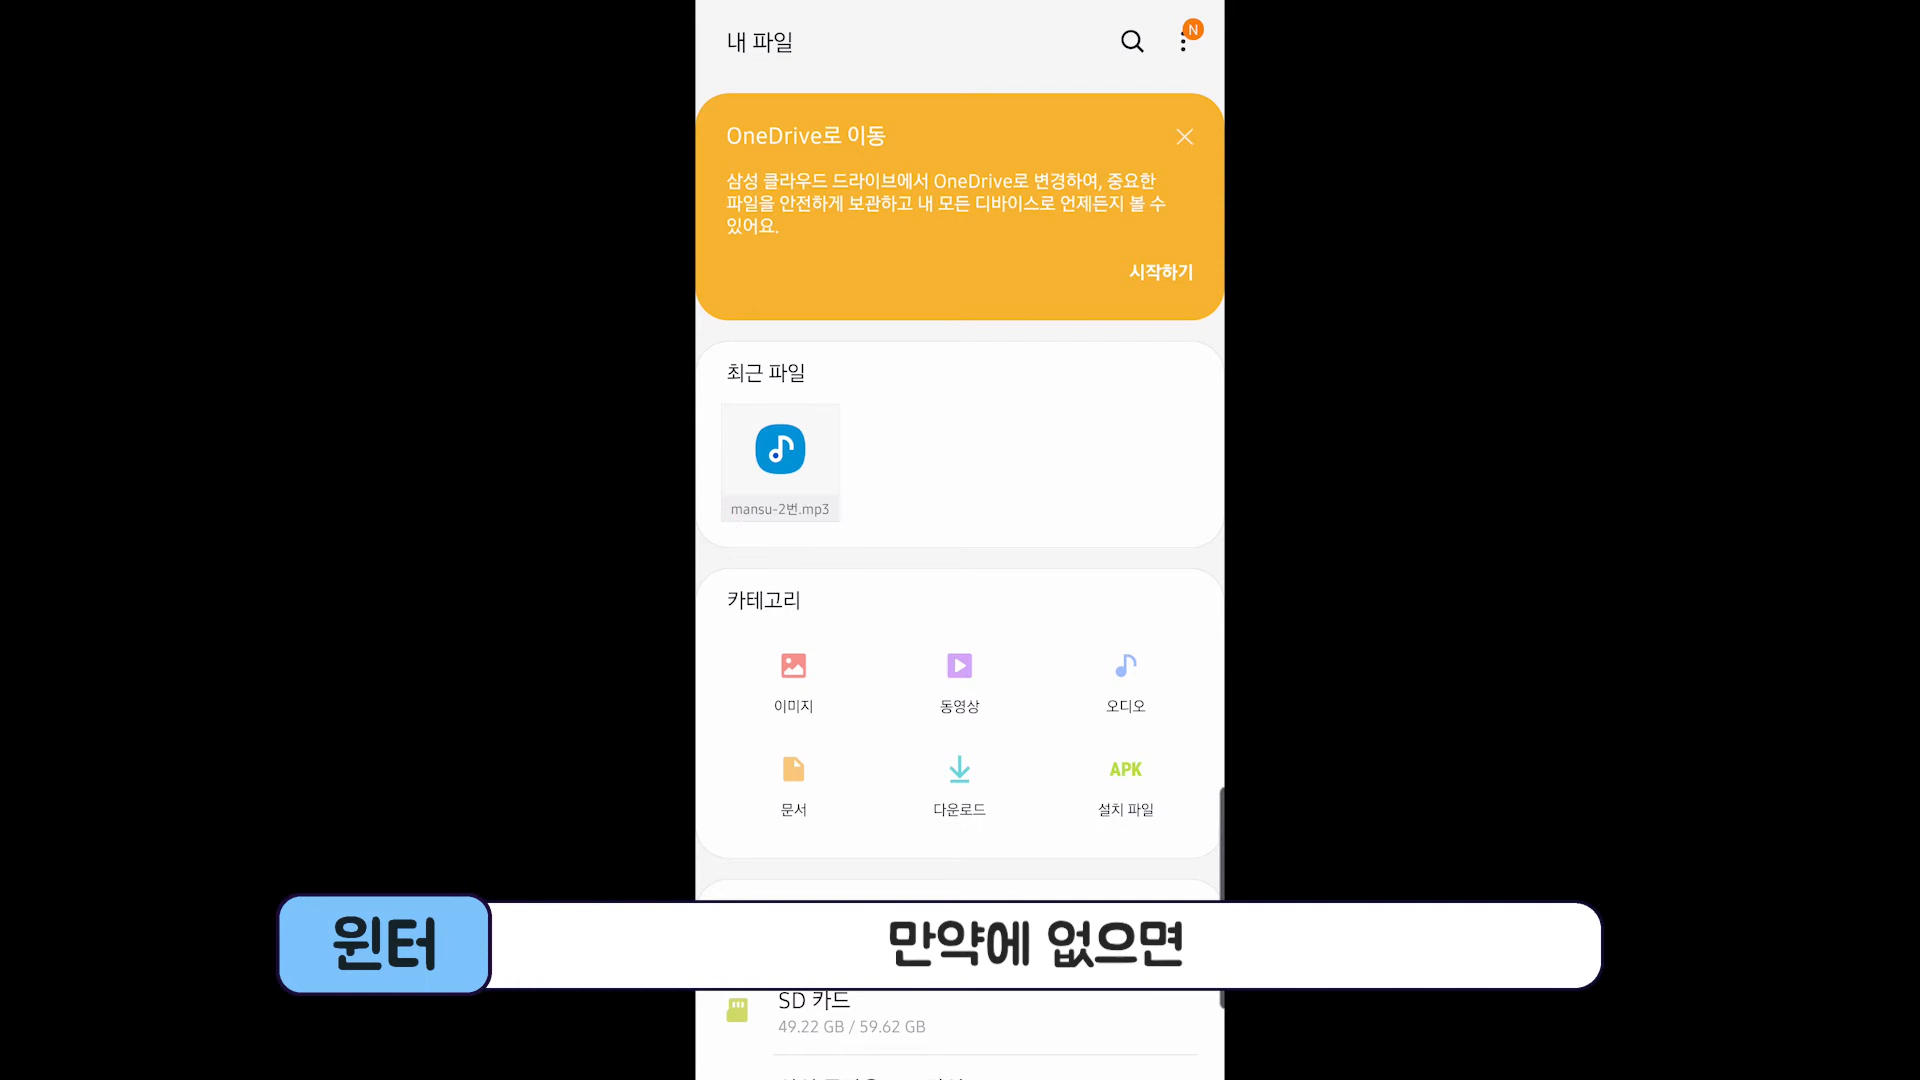 내 파일
N
OneDrive로 이동
삼성 클라우드 드라이브에서 OneDrive로 변경하여, 중요한
파일을 안전하게 보관하고 내 모든 디바이스로 언제든지 볼 수
있어요.
시작하기
최근 파일
mansu-2번.mp3
카테고리
이미지 동영상 오디오
APK
문서 다운로드 설치 파일
윈터 만약에 없으면
SD 카드
49.22 GB / 59.62 GB